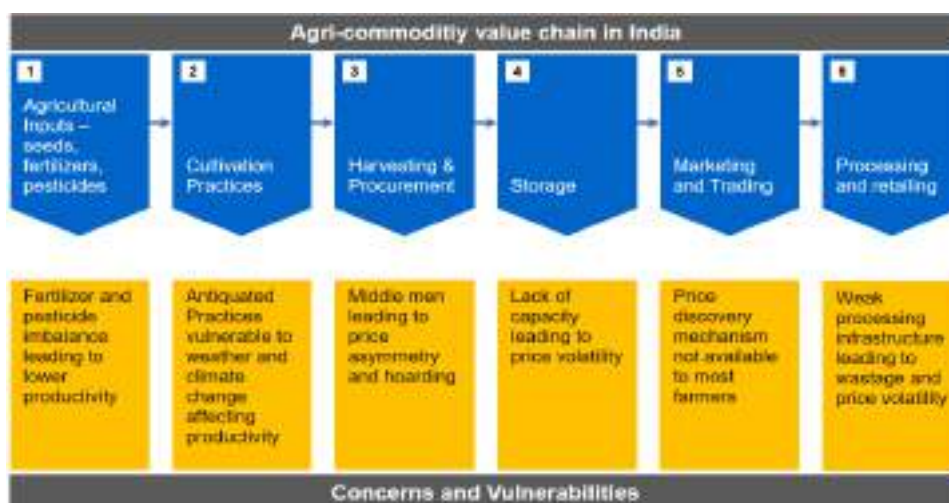 Agri-commoditly value chain in India
1
Agricultural
Inputs –
seeds,
fertilizers,
pesticides
2
Cultivation
Practices
3
Harvesting &
Procurement
4
Storage
5
Marketing
and Trading
6
Processing
and retailing
Fertilizer and
pesticide
imbalance
leading to
lower
productivity
Antiquated
Practices
vulnerable to
weather and
climate
change
affecting
productivity
Middle men
leading to
price
asymmetry
and hoarding
Lack of
capacity
leading to
price volatility
Price
discovery
mechanism
not available
to most
farmers
Weak
processing
infrastructure
leading to
wastage and
price volatility
Concerns and Vulnerabilities